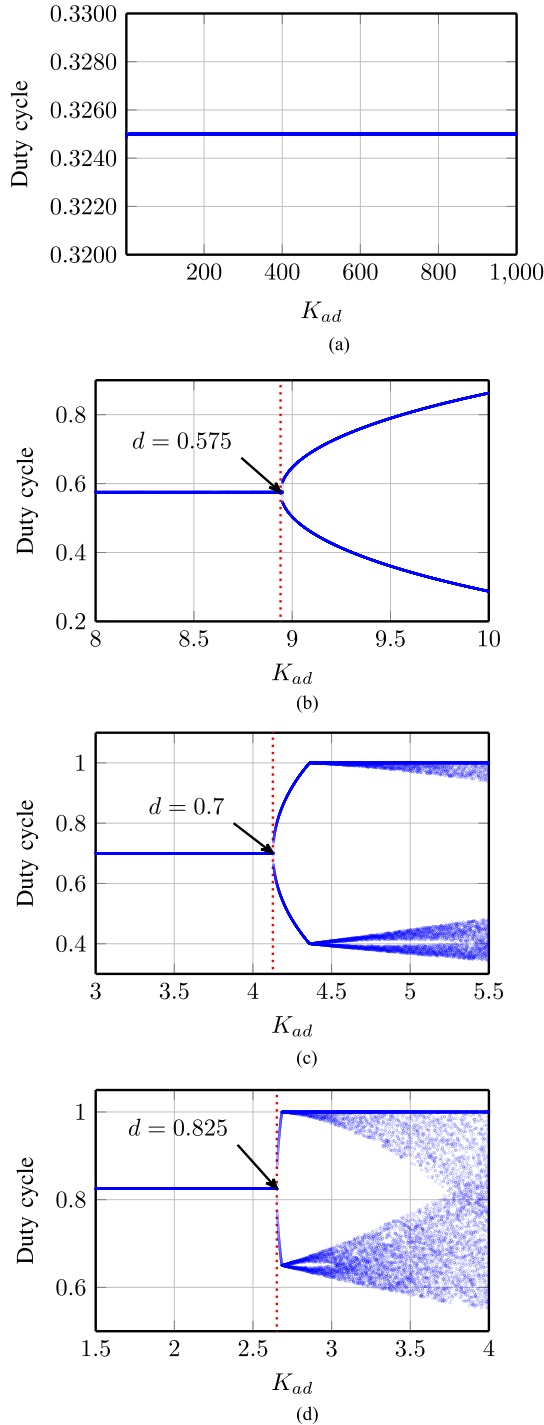 0.3300
0.3280
0.3260
0.3240
0.3220
0.3200
Duty cycle
200 400 600 800 1,000
K_ad
(a)
0.8
0.6
0.4
0.2
Duty cycle
d = 0.575
8 8.5 9 9.5 10
K_ad
(b)
1
0.8
0.6
0.4
Duty cycle
d = 0.7
3 3.5 4 4.5 5 5.5
K_ad
(c)
1
0.8
0.6
Duty cycle
d = 0.825
1.5 2 2.5 3 3.5 4
K_ad
(d)